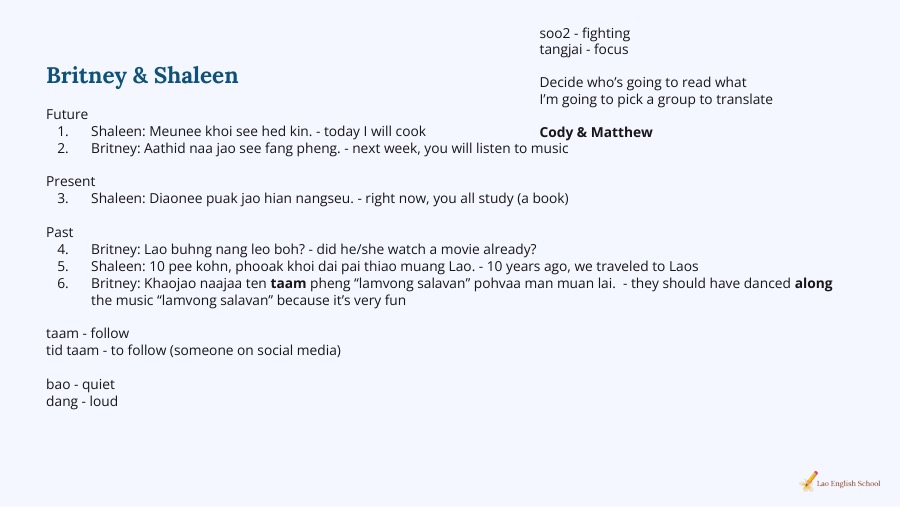 soo2 - fighting
tangjai - focus
Decide who’s going to read what
I’m going to pick a group to translate
Cody & Matthew
Britney & Shaleen
Future
1. Shaleen: Meunee khoi see hed kin. - today I will cook
2. Britney: Aathid naa jao see fang pheng. - next week, you will listen to music
Present
3. Shaleen: Diaonee puak jao hian nangseu. - right now, you all study (a book)
Past
4. Britney: Lao buhng nang leo boh? - did he/she watch a movie already?
5. Shaleen: 10 pee kohn, phooak khoi dai pai thiao muang Lao. - 10 years ago, we traveled to Laos
6. Britney: Khaojao naajaa ten taam pheng “lamvong salavan” pohvaa man muan lai. - they should have danced along
the music “lamvong salavan” because it’s very fun
taam - follow
tid taam - to follow (someone on social media)
bao - quiet
dang - loud
Lao English School